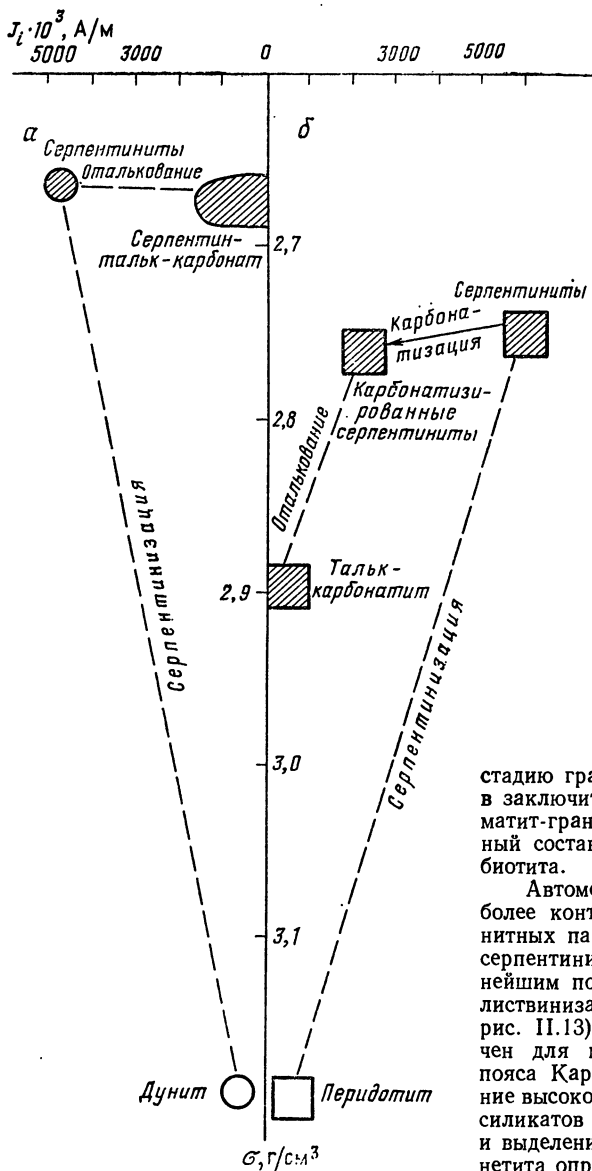 J_i·10³, А/м
5000 3000 0 3000 5000
а б
Серпентиниты
Оталькование
Серпентин-
тальк-карбонат
2,7
Серпентиниты
Карбона-
тизация
Карбонатизи-
рованные
серпентиниты
2,8
Оталькование
Тальк-
карбонатит
2,9
Серпентинизация
Серпентинизация
3,0
3,1
Дунит
Перидотит
σ, г/см³
стадию гра
в заключит
матит-гран
ный состав
биотита.
Автомо
более конт
нитных па
серпентини
нейшим по
листвиниза
рис. II.13)
чен для г
пояса Кар
ние высоко
силикатов
и выделени
нетита опр